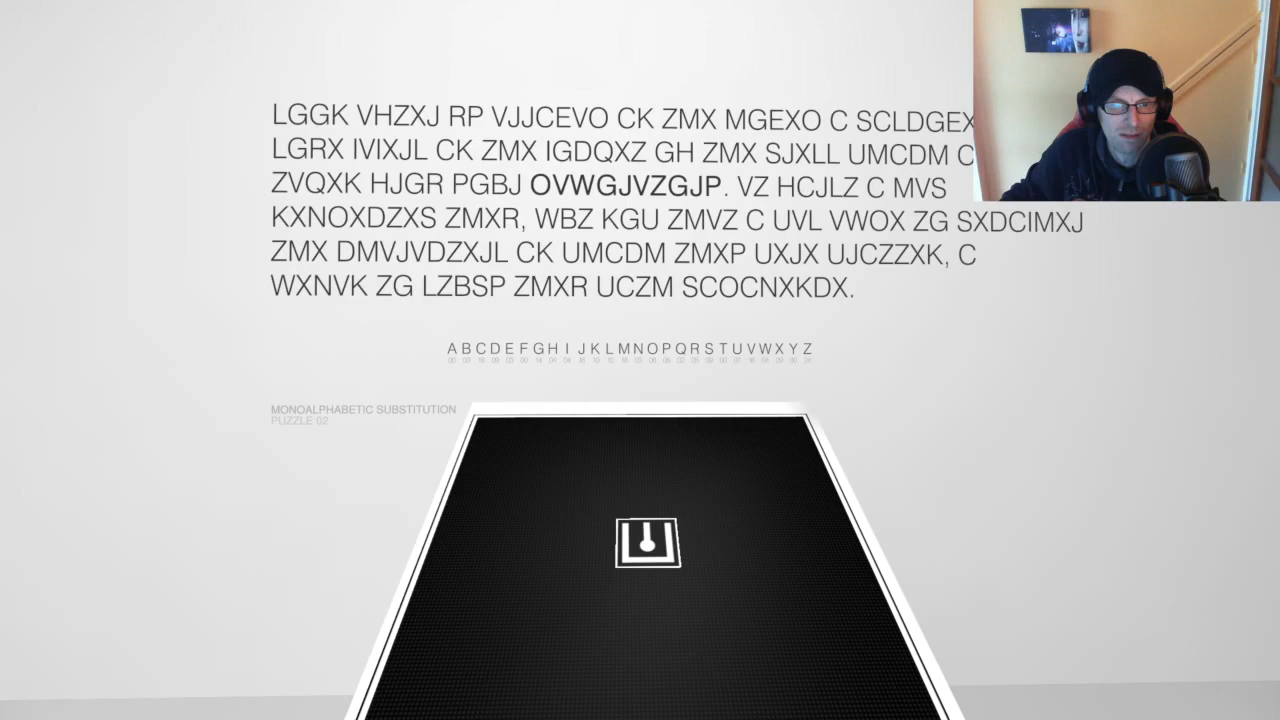 LGGK VHZXJ RP VJJCEVO CK ZMX MGEXO C SCLDGEX
LGRX IVIXJL CK ZMX IGDQXZ GH ZMX SJXLL UMCDM C
ZVQXK HJGR PGBJ OVWGJVZGJP. VZ HCJLZ C MVS
KXNOXDZXS ZMXR, WBZ KGU ZMVZ C UVL VWOX ZG SXDCIMXJ
ZMX DMVJVDZXJL CK UMCDM ZMXP UXJX UJCZZXK, C
WXNVK ZG LZBSP ZMXR UCZM SCOCNXKDX.
A B C D E F G H I J K L M N O P Q R S T U V W X Y Z
MONOALPHABETIC SUBSTITUTION
PUZZLE 02